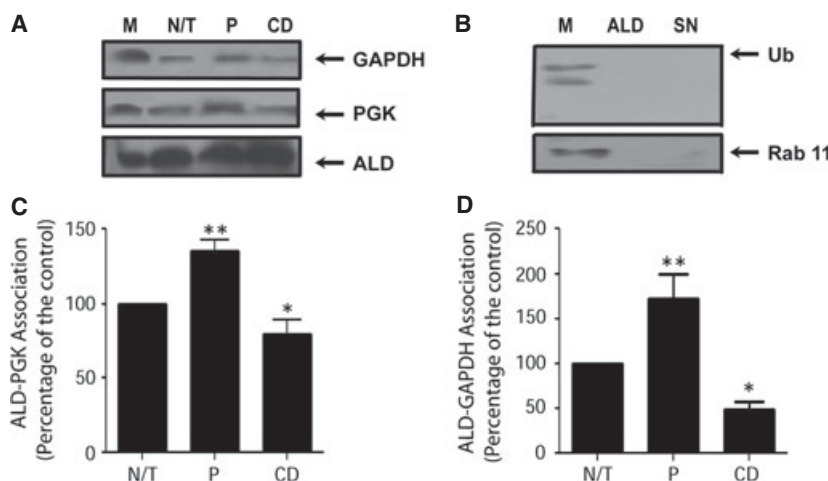 A
M N/T P CD
GAPDH
PGK
ALD
B
M ALD SN
Ub
Rab 11
C
ALD-PGK Association
(Percentage of the control)
150
100
50
0
**
*
N/T P CD
D
ALD-GAPDH Association
(Percentage of the control)
250
200
150
100
50
0
**
*
N/T P CD